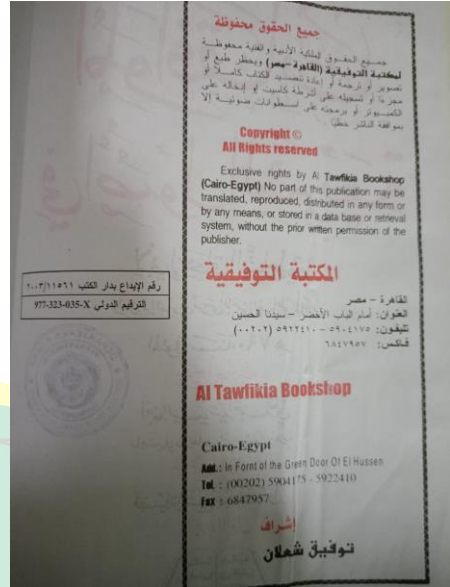 جميع الحقوق محفوظة
جميع الحقوق الملكية الأدبية والفنية محفوظة
لمكتبة التوفيقية (القاهرة - مصر) ويحظر طبع أو
تصوير أو ترجمة أو إعادة تنضيد الكتاب كاملاً أو
مجزءًا أو تسجيله على أشرطة كاسيت أو إدخاله على
الكمبيوتر أو برمجته على اسطوانات ضوئية إلا
بموافقة الناشر خطيًا.
Copyright ©
All Rights reserved
Exclusive rights by Al Tawfikia Bookshop
(Cairo-Egypt) No part of this publication may be
translated, reproduced, distributed in any form or
by any means, or stored in a data base or retrieval
system, without the prior written permission of the
publisher.
المكتبة التوفيقية
القاهرة - مصر
العنوان: أمام الباب الأخضر - سيدنا الحسين
تليفون: ٥٩٠٤١٧٥ - ٥٩٢٢٤١٠ (٠٠٢٠٢)
فاكس: ٦٨٤٧٩٥٧
رقم الإيداع بدار الكتب ٢٠٠٣/١١٥٦١
الترقيم الدولي 977-323-035-X
Al Tawfikia Bookshop
Cairo-Egypt
Add.: In Fornt of the Green Door Of El Hussen
Tel. : (00202) 5904175 - 5922410
Fax : 6847957
إشراف
توفيق شعلان